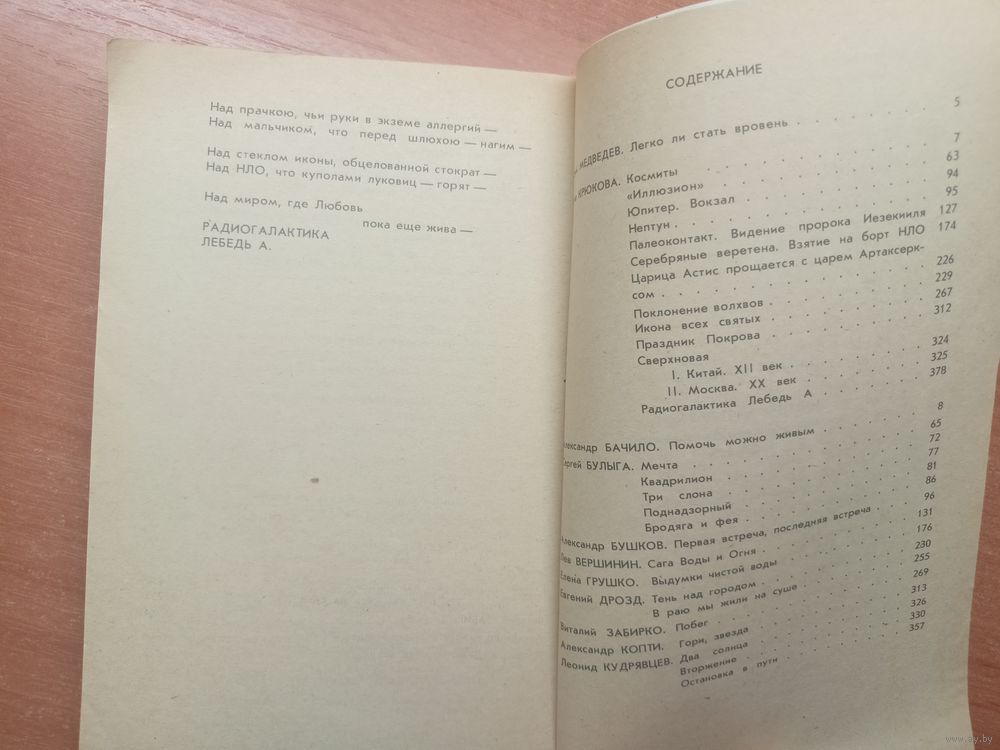 Над прачкою, чьи руки в экземе аллергий —
Над мальчиком, что перед шлюхою — нагим —
Над стеклом иконы, обцелованной стократ —
Над НЛО, что куполами луковиц — горят —
Над миром, где Любовь
пока еще жива —
РАДИОГАЛАКТИКА
ЛЕБЕДЬ А.
СОДЕРЖАНИЕ
МЕДВЕДЕВ. Легко ли стать вровень . . . . . . . 5
КРЮКОВА. Космиты . . . . . . . 7
«Иллюзион» . . . . . . . 63
Юпитер. Вокзал . . . . . . . 94
Нептун . . . . . . . 95
Палеоконтакт. Видение пророка Иезекииля 127
Серебряные веретена. Взятие на борт НЛО 174
Царица Астис прощается с царем Артаксерк-
сом . . . . . . . 226
Поклонение волхвов . . . . . . . 229
Икона всех святых . . . . . . . 267
Праздник Покрова . . . . . . . 312
Сверхновая
I. Китай. XII век . . . . . . . 324
II. Москва. XX век . . . . . . . 325
Радиогалактика Лебедь А . . . . . . . 378
Александр БАЧИЛО. Помочь можно живым . . . . . . . 8
Сергей БУЛЫГА. Мечта . . . . . . . 65
Квадрилион . . . . . . . 72
Три слона . . . . . . . 77
Поднадзорный . . . . . . . 81
Бродяга и фея . . . . . . . 86
Александр БУШКОВ. Первая встреча, последняя встреча . 96
Лев ВЕРШИНИН. Сага Воды и Огня . . . . . . . 131
Елена ГРУШКО. Выдумки чистой воды . . . . . . . 176
Евгений ДРОЗД. Тень над городом . . . . . . . 230
В раю мы жили на суше . . . . . . . 255
Виталий ЗАБИРКО. Побег . . . . . . . 269
Александр КОПТИ. Гори, звезда . . . . . . . 313
Леонид КУДРЯВЦЕВ. Два солнца . . . . . . . 326
Вторжение . . . . . . . 330
Остановка в пути . . . . . . . 357
www.ay.by